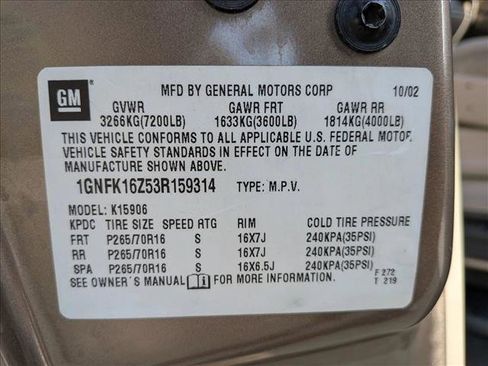 GM
MFD BY GENERAL MOTORS CORP 10/02
GVWR GAWR FRT GAWR RR
3266KG(7200LB) 1633KG(3600LB) 1814KG(4000LB)
THIS VEHICLE CONFORMS TO ALL APPLICABLE U.S. FEDERAL MOTOR
VEHICLE SAFETY STANDARDS IN EFFECT ON THE DATE OF
MANUFACTURE SHOWN ABOVE.
1GNFK16Z53R159314 TYPE: M.P.V.
MODEL: K15906
KPDC TIRE SIZE SPEED RTG RIM COLD TIRE PRESSURE
FRT P265/70R16 S 16X7J 240KPA(35PSI)
RR P265/70R16 S 16X7J 240KPA(35PSI)
SPA P265/70R16 S 16X6.5J 240KPA(35PSI)
SEE OWNER'S MANUAL FOR MORE INFORMATION.
F 272
T 219